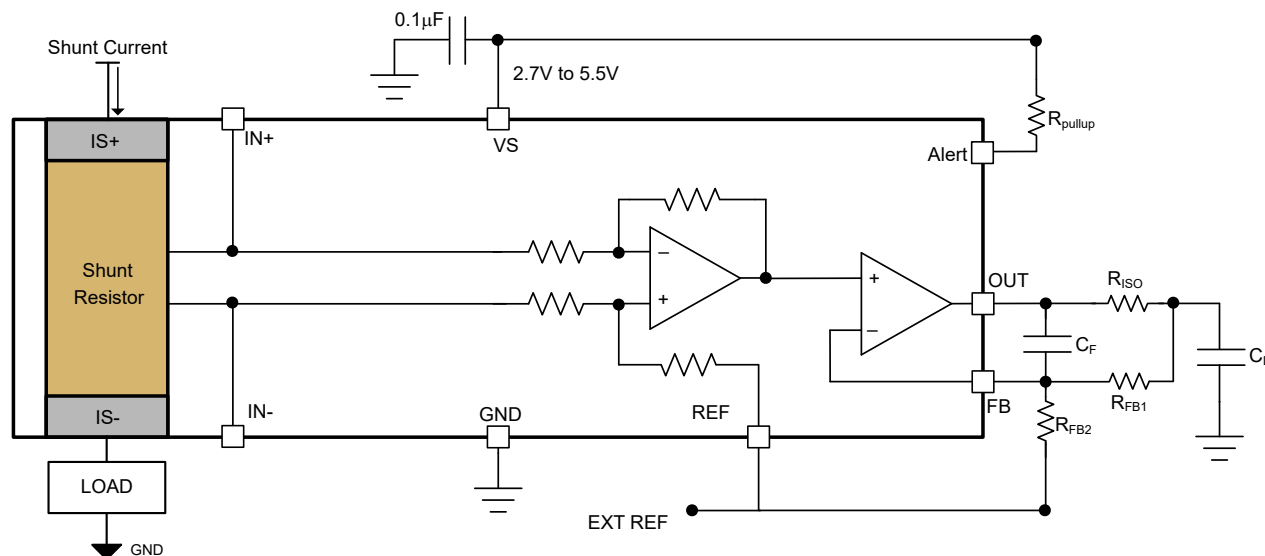 0.1μF
Shunt Current
2.7V to 5.5V
Rpullup
IS+
IN+
VS
Alert
−
+
Shunt
Resistor
+
−
OUT
RISO
CF
FB
RFB1
RFB2
IS-
IN-
GND
REF
LOAD
EXT REF
GND